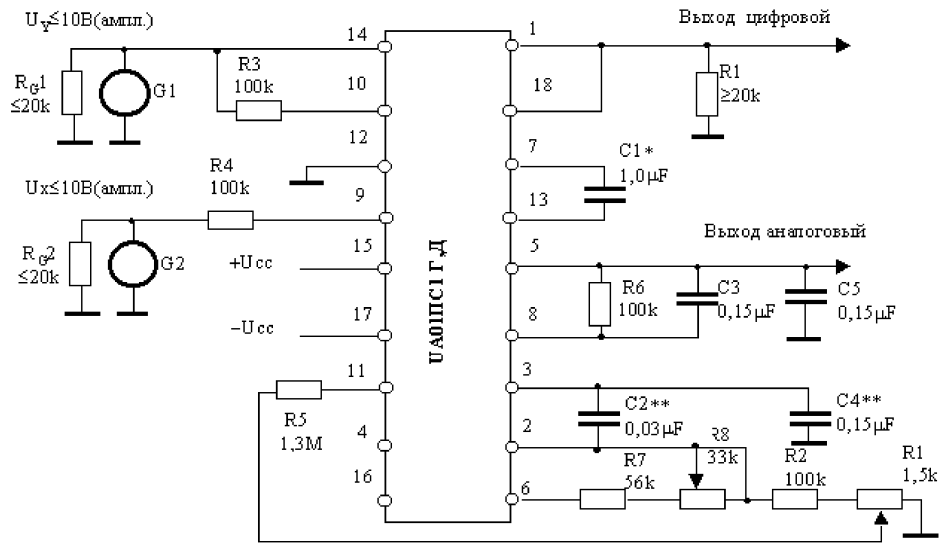 U_Y≤10В(ампл.)
14
1
Выход цифровой
R3
100k
10
18
R_G1
≤20k
G1
R1
≥20k
12
7
C1*
1,0μF
R4
100k
Ux≤10В(ампл.)
9
13
Выход аналоговый
15
5
R_G2
≤20k
G2
+Ucc
R6
100k
C3
0,15μF
C5
0,15μF
17
8
–Ucc
UA01ПС1 Г,Д
11
3
R5
1,3M
C2**
0,03μF
C4**
0,15μF
4
2
R8
33k
R7
56k
R2
100k
R1
1,5k
16
6